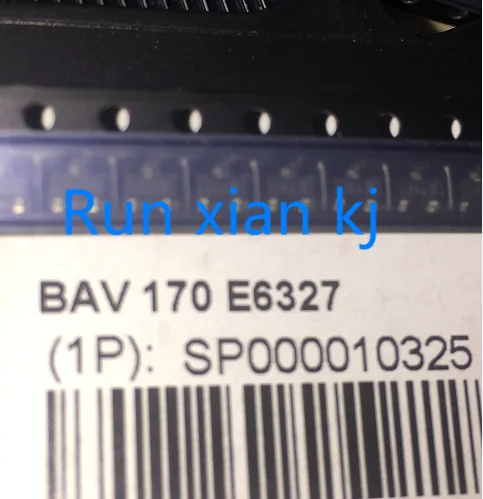 Run xian kj
BAV 170 E6327
(1P): SP000010325